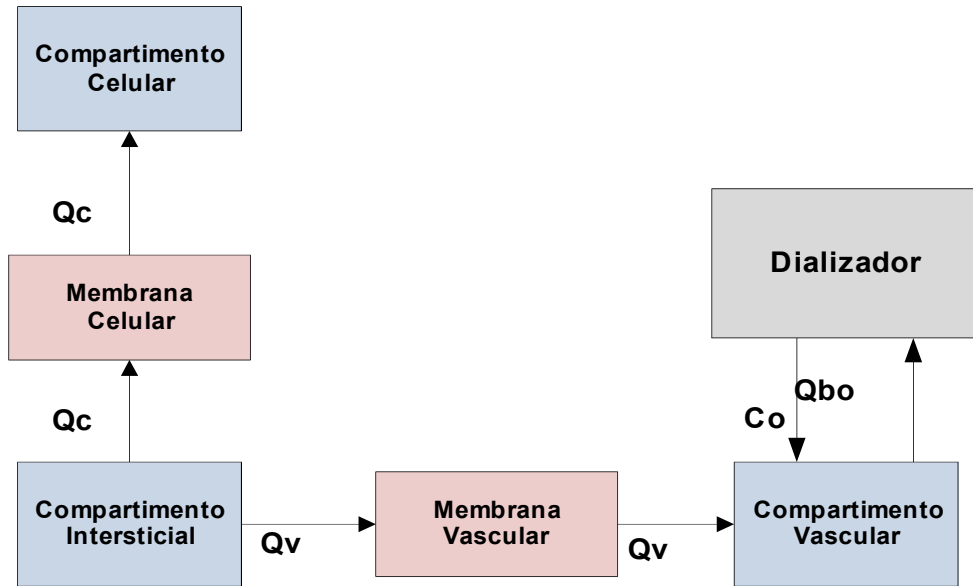 Compartimento
Celular
Qc
Membrana
Celular
Qc
Compartimento
Intersticial
Qv
Membrana
Vascular
Qv
Dializador
Qbo
Co
Compartimento
Vascular